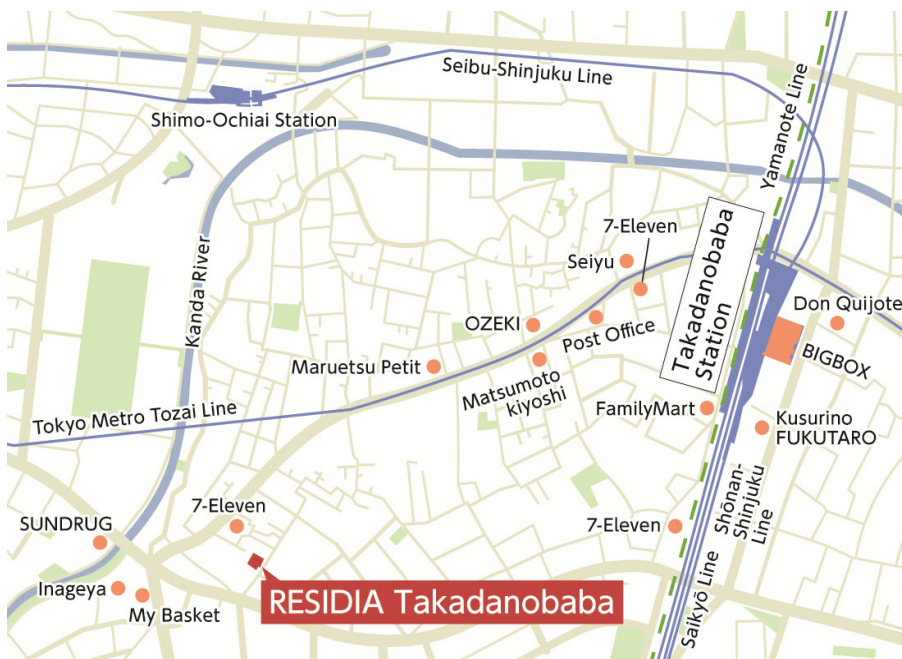 Seibu-Shinjuku Line
Shimo-Ochiai Station
Yamanote Line
Kanda River
7-Eleven
Seiyu
Takadanobaba
Station
Don Quijote
OZEKI
Post Office
BIGBOX
Maruetsu Petit
Matsumoto
kiyoshi
Tokyo Metro Tozai Line
FamilyMart
Kusurino
FUKUTARO
7-Eleven
SUNDRUG
7-Eleven
Shōnan-
Shinjuku
Line
Inageya
My Basket
RESIDIA Takadanobaba
Saikyō Line